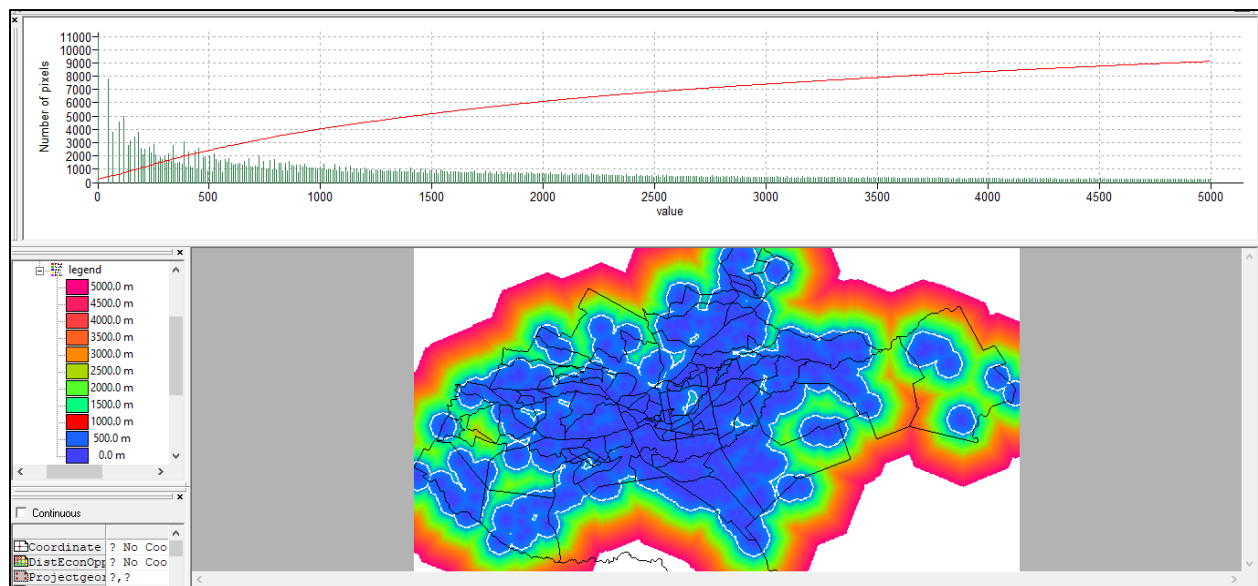 11000
10000
9000
8000
7000
6000
5000
4000
3000
2000
1000
0
Number of pixels
0 500 1000 1500 2000 2500 3000 3500 4000 4500 5000
value
legend
5000.0 m
4500.0 m
4000.0 m
3500.0 m
3000.0 m
2500.0 m
2000.0 m
1500.0 m
1000.0 m
500.0 m
0.0 m
Continuous
Coordinate ? No Coo
DistEconOpp ? No Coo
Projectgeor ?,?